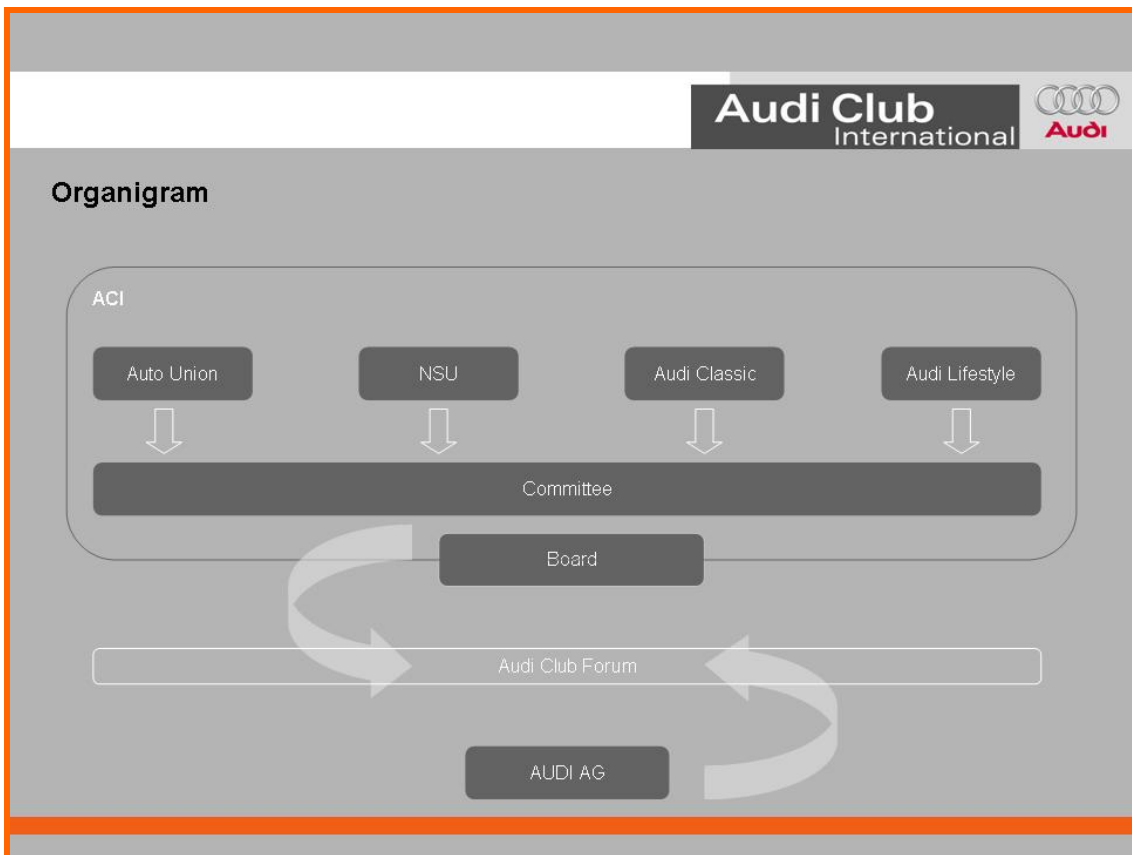 Audi Club
International
Audi
Organigram
ACI
Auto Union
NSU
Audi Classic
Audi Lifestyle
Committee
Board
Audi Club Forum
AUDI AG